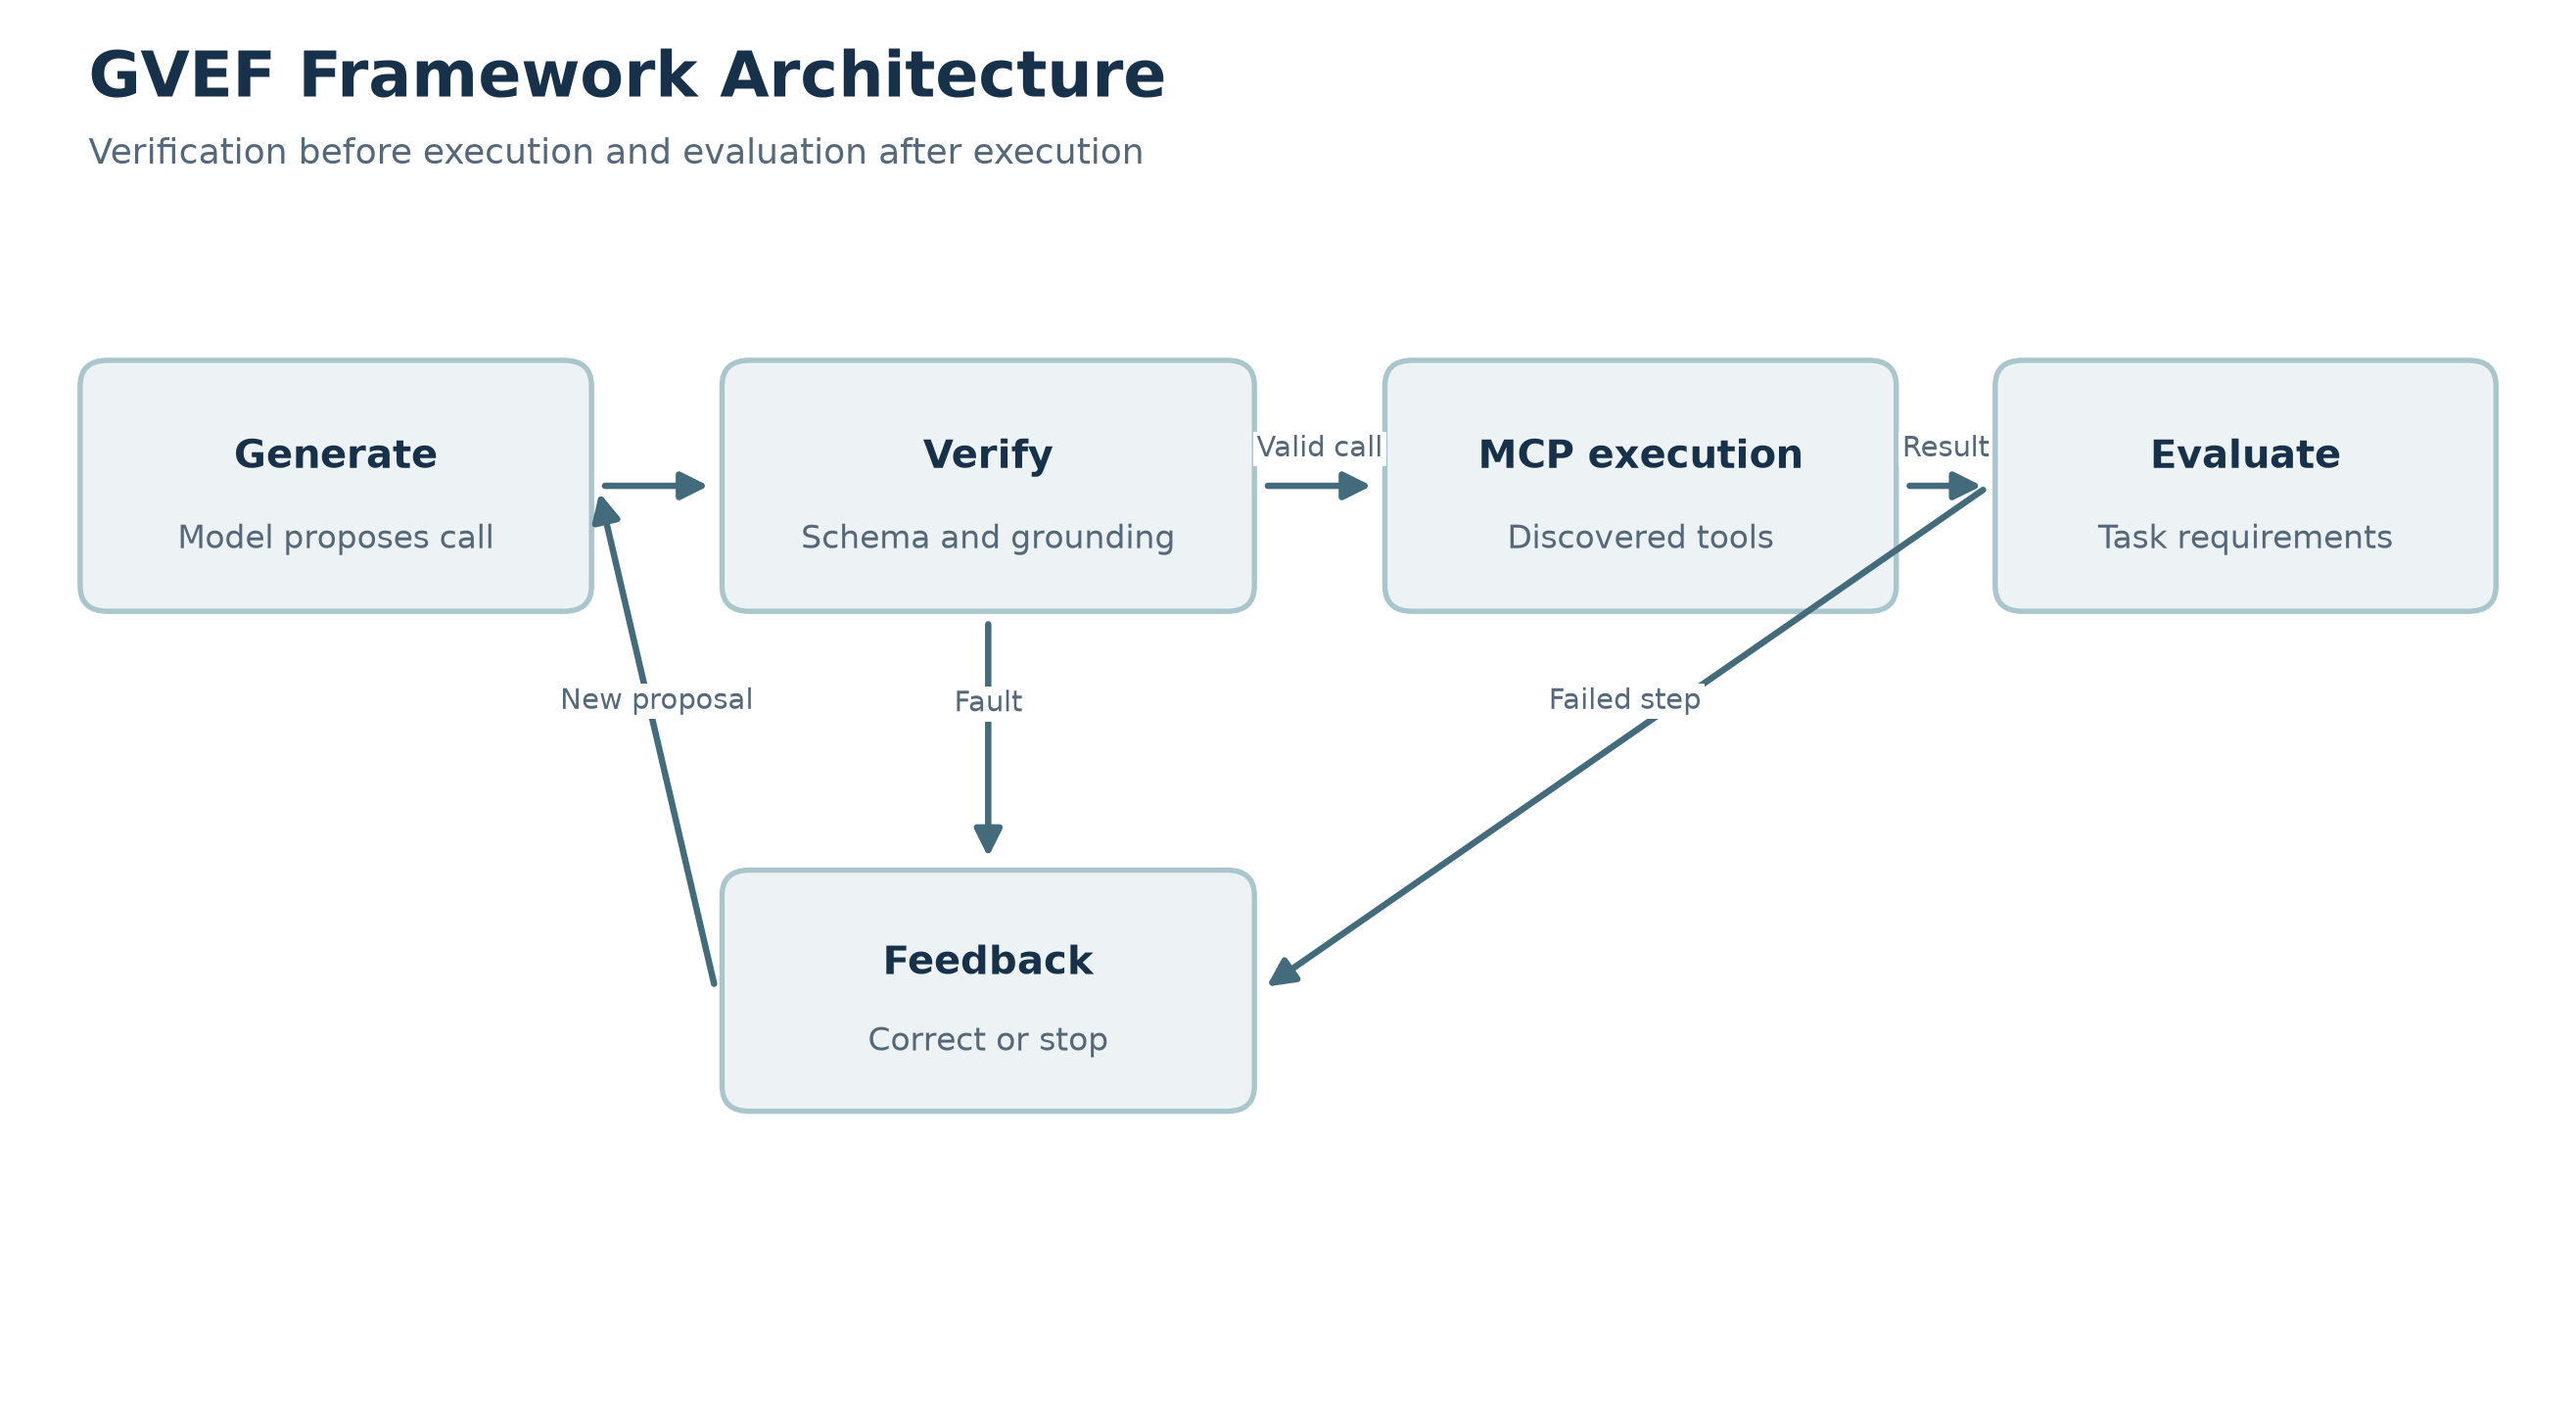 GVEF Framework Architecture
Verification before execution and evaluation after execution
Generate
Model proposes call
Verify
Schema and grounding
Valid call
MCP execution
Discovered tools
Result
Evaluate
Task requirements
New proposal
Fault
Failed step
Feedback
Correct or stop